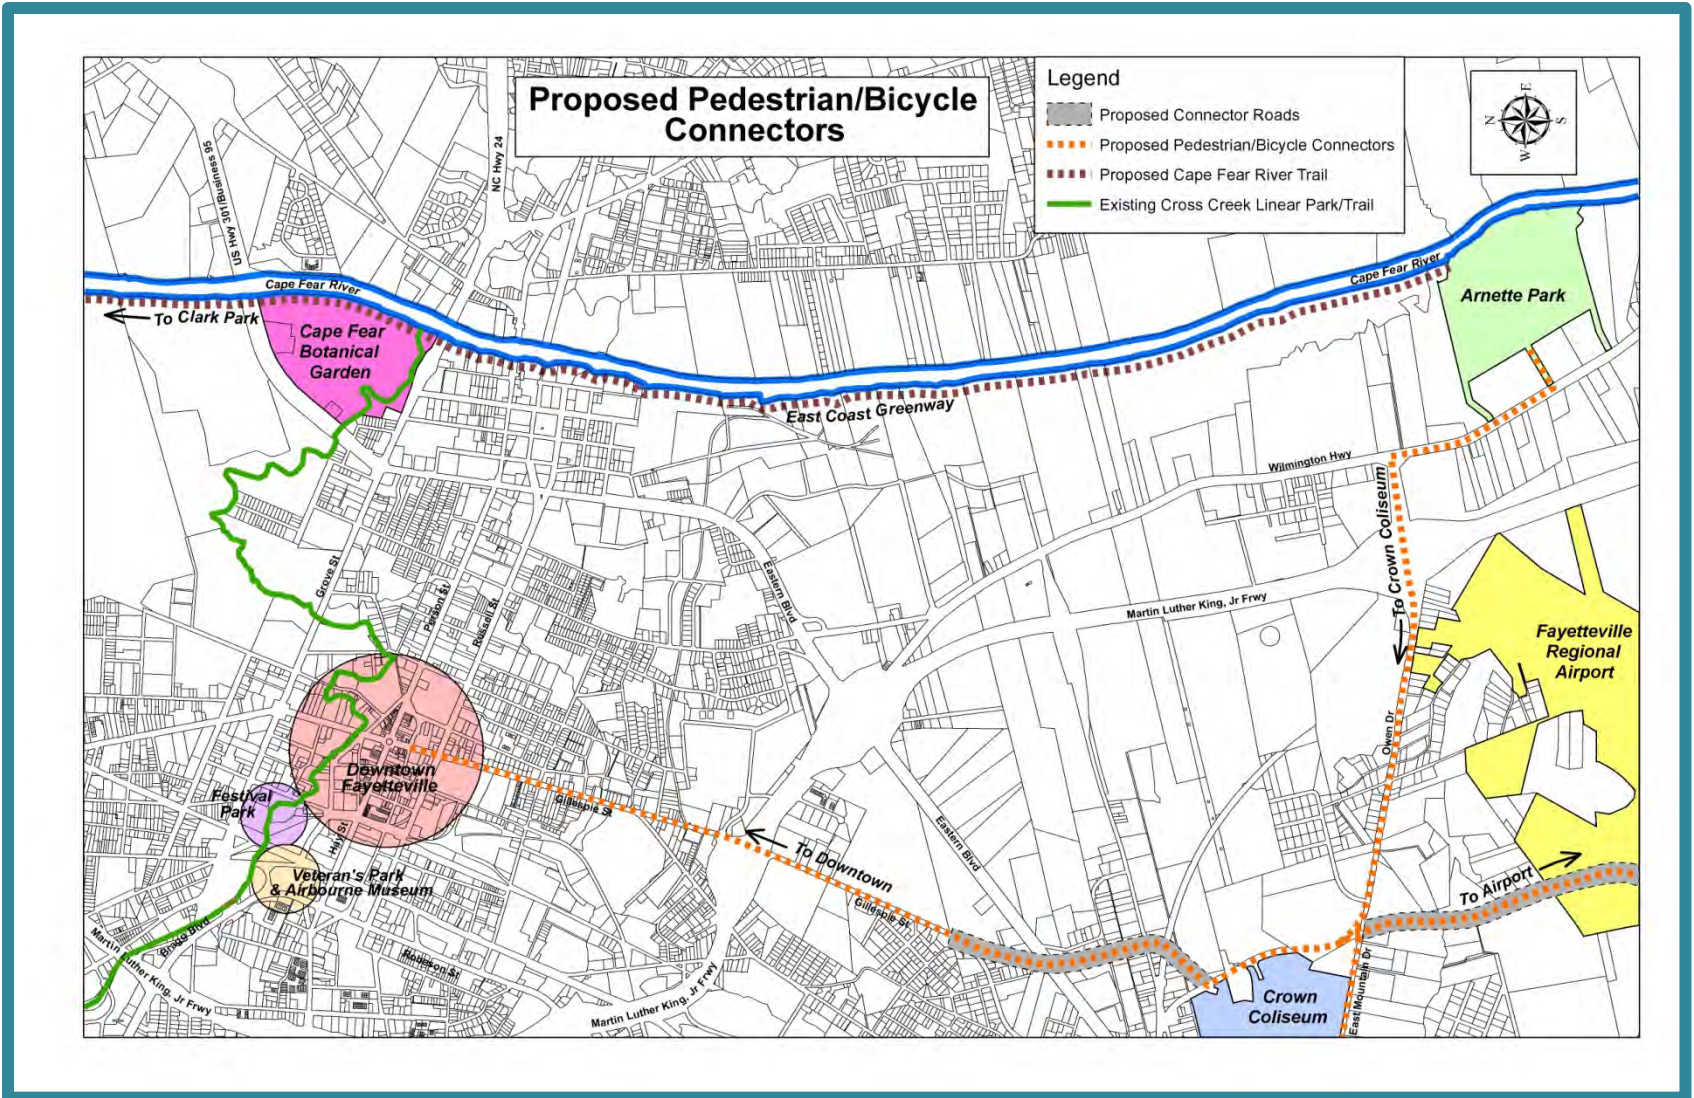 Proposed Pedestrian/Bicycle
Connectors
Legend
Proposed Connector Roads
Proposed Pedestrian/Bicycle Connectors
Proposed Cape Fear River Trail
Existing Cross Creek Linear Park/Trail
E
N
S
W
US Hwy 301/Business 95
NC Hwy 24
Cape Fear River
To Clark Park
Cape Fear
Botanical
Garden
Cape Fear River
Arnette Park
East Coast Greenway
Wilmington Hwy
To Crown Coliseum
Grove St
Person St
Russel St
Eastern Blvd
Martin Luther King, Jr Frwy
Fayetteville
Regional
Airport
Owen Dr
Downtown
Fayetteville
Festival
Park
Hay St
Gillespie St
To Downtown
Eastern Blvd
Veteran's Park
& Airbourne Museum
Gillespie St
To Airport
Bragg Blvd
Martin Luther King, Jr Frwy
Robeson St
Martin Luther King, Jr Frwy
Crown
Coliseum
East Mountain Dr